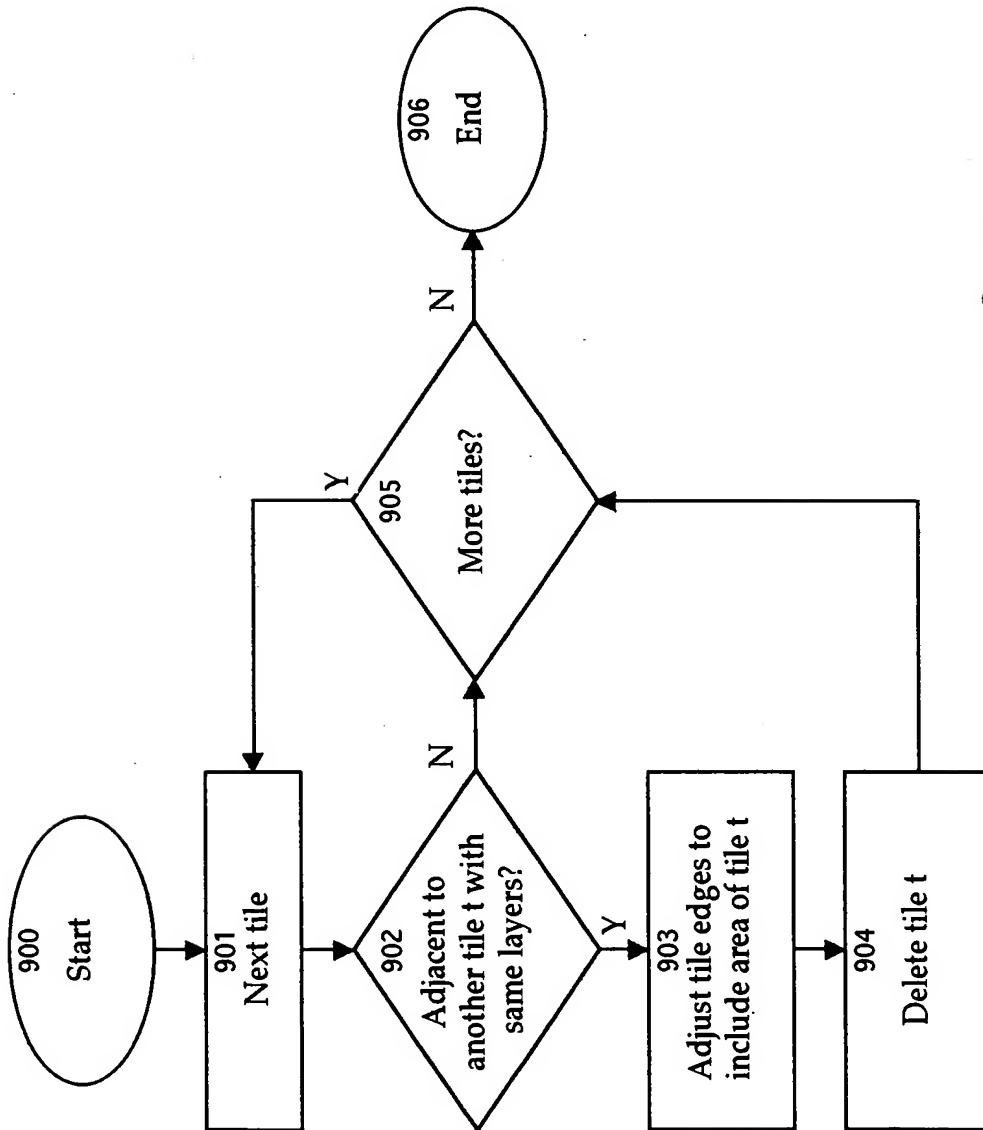 900
Start
901
Next tile
902
Adjacent to
another tile t with
same layers?
N
Y
903
Adjust tile edges to
include area of tile t
904
Delete tile t
905
More tiles?
Y
N
906
End